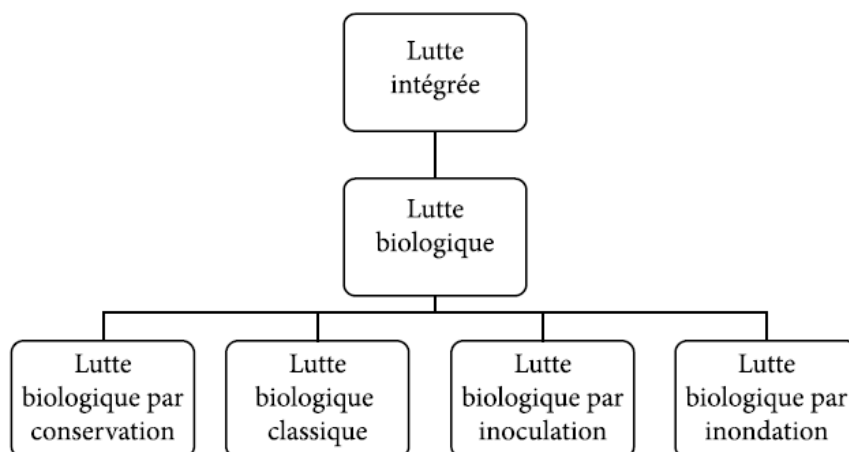 Lutte
intégrée
Lutte
biologique
Lutte
biologique par
conservation
Lutte
biologique
classique
Lutte
biologique par
inoculation
Lutte
biologique par
inondation